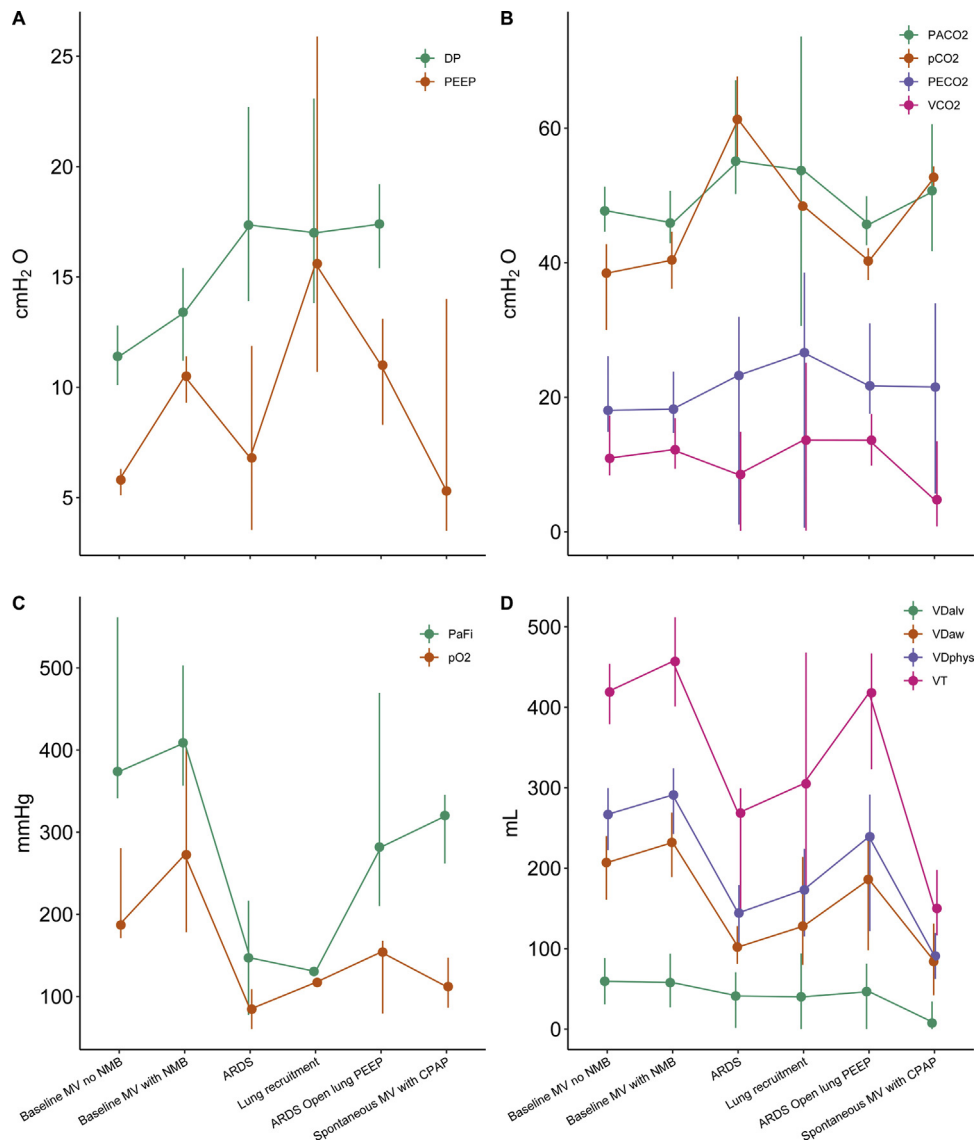 A
25
20
15
10
5
cmH2 O
DP
PEEP
B
60
40
20
0
cmH2 O
PACO2
pCO2
PECO2
VCO2
C
500
400
300
200
100
mmHg
PaFi
pO2
Baseline MV no NMB
Baseline MV with NMB
ARDS
Lung recruitment
ARDS Open lung PEEP
Spontaneous MV with CPAP
D
500
400
300
200
100
0
mL
VDalv
VDaw
VDphys
VT
Baseline MV no NMB
Baseline MV with NMB
ARDS
Lung recruitment
ARDS Open lung PEEP
Spontaneous MV with CPAP